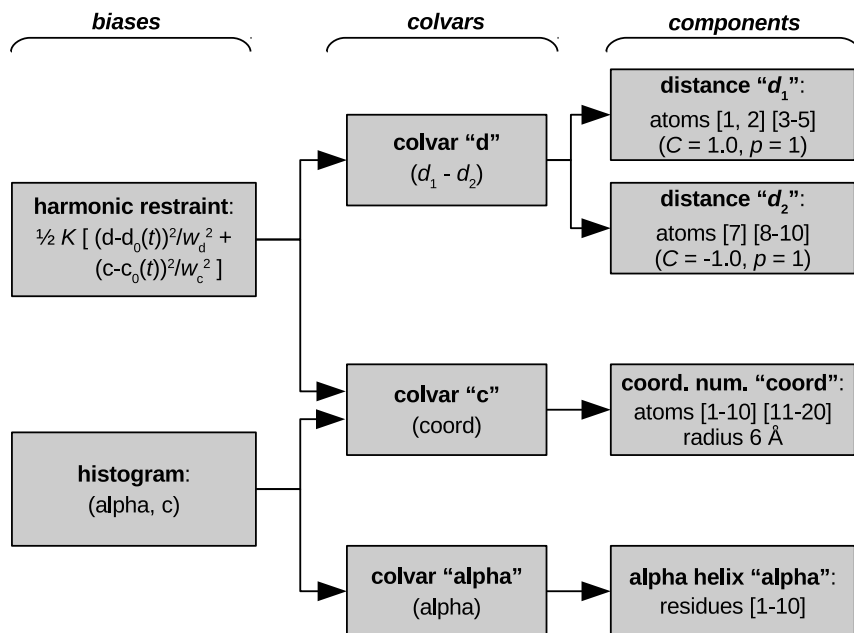 biases
colvars
components
harmonic restraint:
½ K [ (d-d₀(t))²/w_d² +
(c-c₀(t))²/w_c² ]
histogram:
(alpha, c)
colvar “d”
(d₁ - d₂)
colvar “c”
(coord)
colvar “alpha”
(alpha)
distance “d₁”:
atoms [1, 2] [3-5]
(C = 1.0, p = 1)
distance “d₂”:
atoms [7] [8-10]
(C = -1.0, p = 1)
coord. num. “coord”:
atoms [1-10] [11-20]
radius 6 Å
alpha helix “alpha”:
residues [1-10]